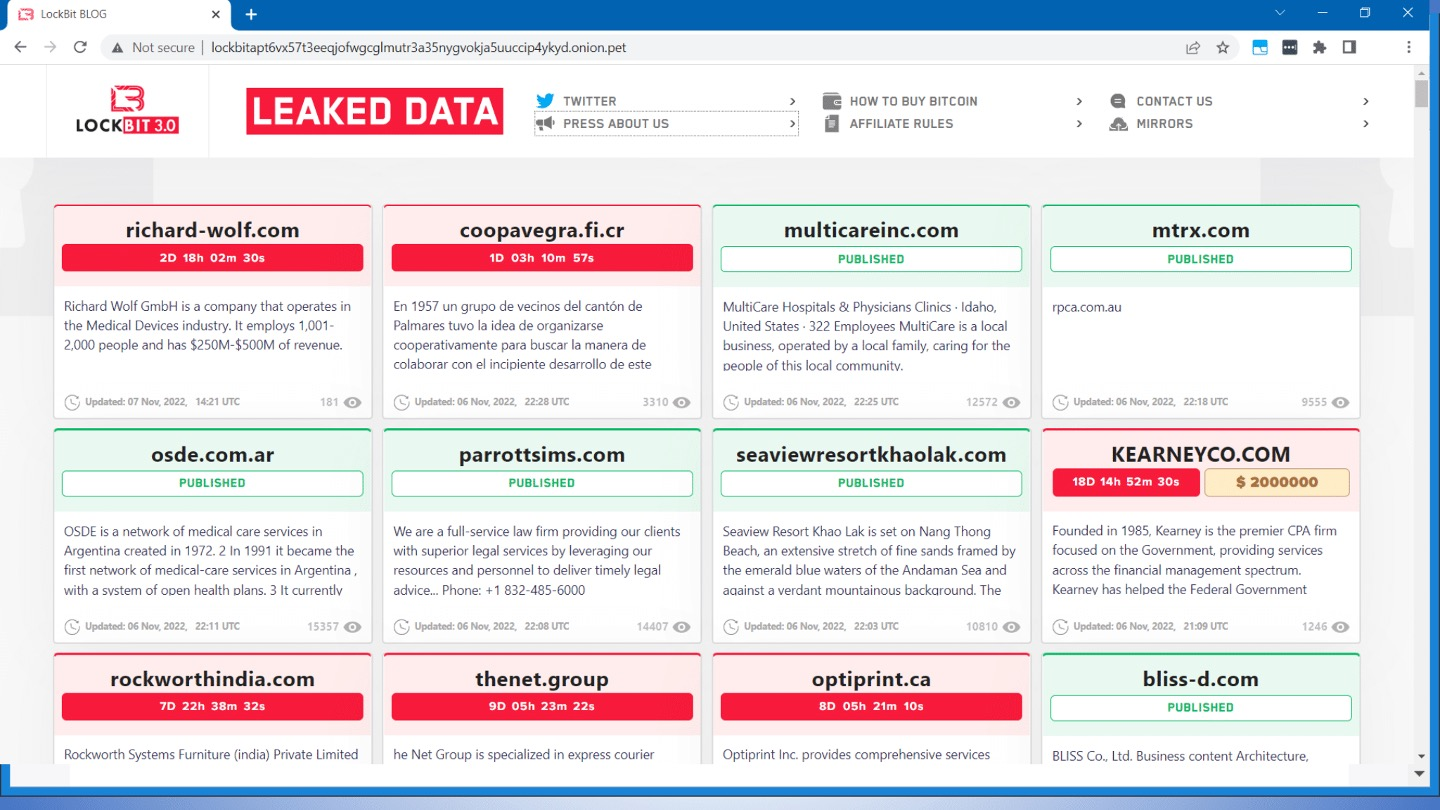 LockBit BLOG
Not secure | lockbitapt6vx57t3eeqjofwgcglmutr3a35nygvokja5uuccip4ykyd.onion.pet
LOCKBIT 3.0
LEAKED DATA
TWITTER
PRESS ABOUT US
HOW TO BUY BITCOIN
AFFILIATE RULES
CONTACT US
MIRRORS
richard-wolf.com
2D 18h 02m 30s
Richard Wolf GmbH is a company that operates in
the Medical Devices industry. It employs 1,001-
2,000 people and has $250M-$500M of revenue.
Updated: 07 Nov, 2022, 14:21 UTC
181
coopavegra.fi.cr
1D 03h 10m 57s
En 1957 un grupo de vecinos del cantón de
Palmares tuvo la idea de organizarse
cooperativamente para buscar la manera de
colaborar con el incipiente desarrollo de este
Updated: 06 Nov, 2022, 22:28 UTC
3310
multicareinc.com
PUBLISHED
MultiCare Hospitals & Physicians Clinics · Idaho,
United States · 322 Employees MultiCare is a local
business, operated by a local family, caring for the
people of this local community.
Updated: 06 Nov, 2022, 22:25 UTC
12572
mtrx.com
PUBLISHED
rpca.com.au
Updated: 06 Nov, 2022, 22:18 UTC
9555
osde.com.ar
PUBLISHED
OSDE is a network of medical care services in
Argentina created in 1972. 2 In 1991 it became the
first network of medical-care services in Argentina ,
with a system of open health plans. 3 It currently
Updated: 06 Nov, 2022, 22:11 UTC
15357
parrottsims.com
PUBLISHED
We are a full-service law firm providing our clients
with superior legal services by leveraging our
resources and personnel to deliver timely legal
advice... Phone: +1 832-485-6000
Updated: 06 Nov, 2022, 22:08 UTC
14407
seaviewresortkhaolak.com
PUBLISHED
Seaview Resort Khao Lak is set on Nang Thong
Beach, an extensive stretch of fine sands framed by
the emerald blue waters of the Andaman Sea and
against a verdant mountainous background. The
Updated: 06 Nov, 2022, 22:03 UTC
10810
KEARNEYCO.COM
18D 14h 52m 30s
$ 2000000
Founded in 1985, Kearney is the premier CPA firm
focused on the Government, providing services
across the financial management spectrum.
Kearney has helped the Federal Government
Updated: 06 Nov, 2022, 21:09 UTC
1246
rockworthindia.com
7D 22h 38m 32s
Rockworth Systems Furniture (india) Private Limited
thenet.group
9D 05h 23m 22s
he Net Group is specialized in express courier
optiprint.ca
8D 05h 21m 10s
Optiprint Inc. provides comprehensive services
bliss-d.com
PUBLISHED
BLISS Co., Ltd. Business content Architecture,